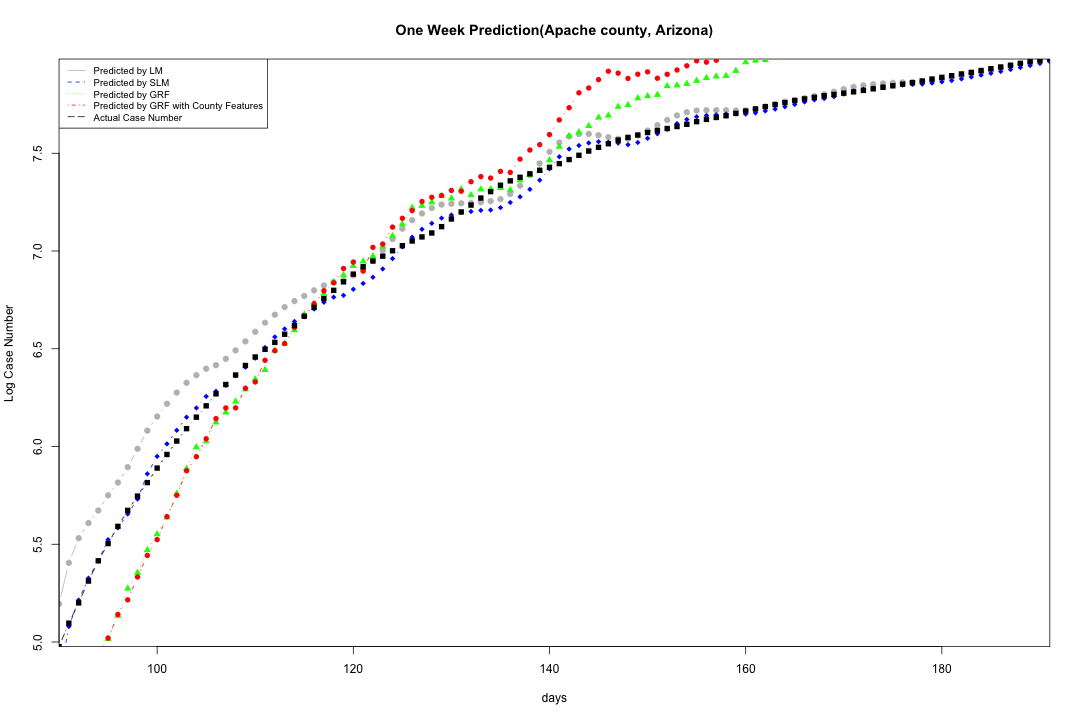 One Week Prediction(Apache county, Arizona)
Predicted by LM
Predicted by SLM
Predicted by GRF
Predicted by GRF with County Features
Actual Case Number
Log Case Number
7.5
7.0
6.5
6.0
5.5
5.0
100 120 140 160 180
days